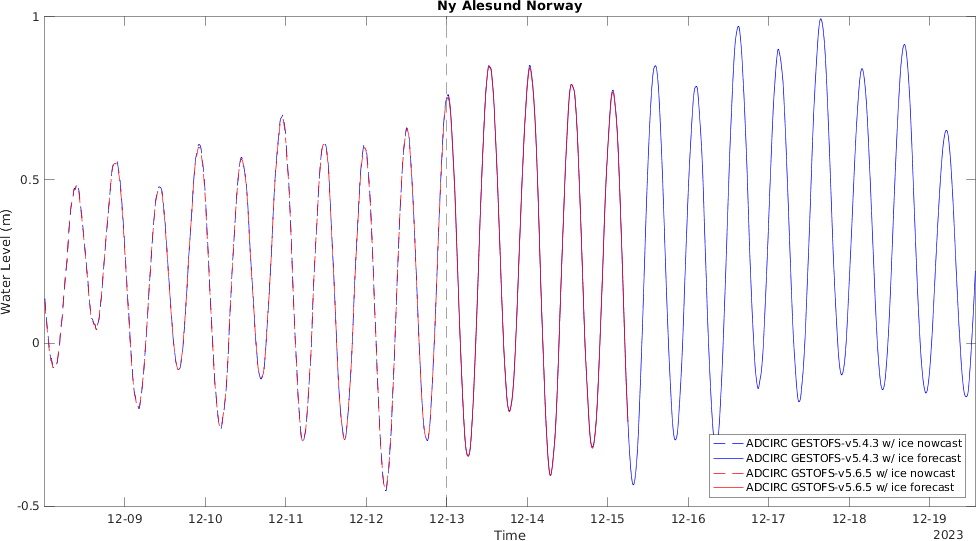 Ny Alesund Norway
1
0.5
0
-0.5
Water Level (m)
12-09 12-10 12-11 12-12 12-13 12-14 12-15 12-16 12-17 12-18 12-19
Time
2023
ADCIRC GESTOFS-v5.4.3 w/ ice nowcast
ADCIRC GESTOFS-v5.4.3 w/ ice forecast
ADCIRC GSTOFS-v5.6.5 w/ ice nowcast
ADCIRC GSTOFS-v5.6.5 w/ ice forecast